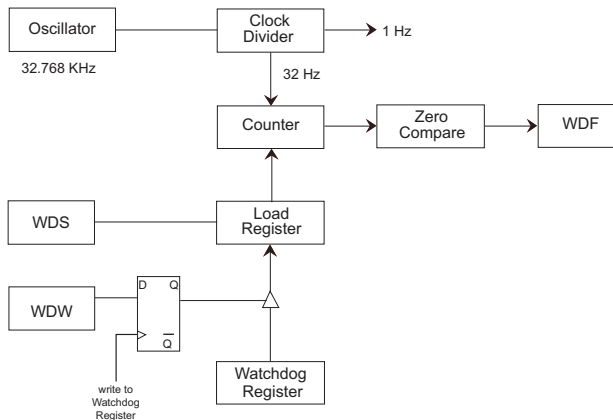 Oscillator
Clock
Divider
1 Hz
32.768 KHz
32 Hz
Counter
Zero
Compare
WDF
WDS
Load
Register
WDW
D
Q
Q
Watchdog
Register
write to
Watchdog
Register